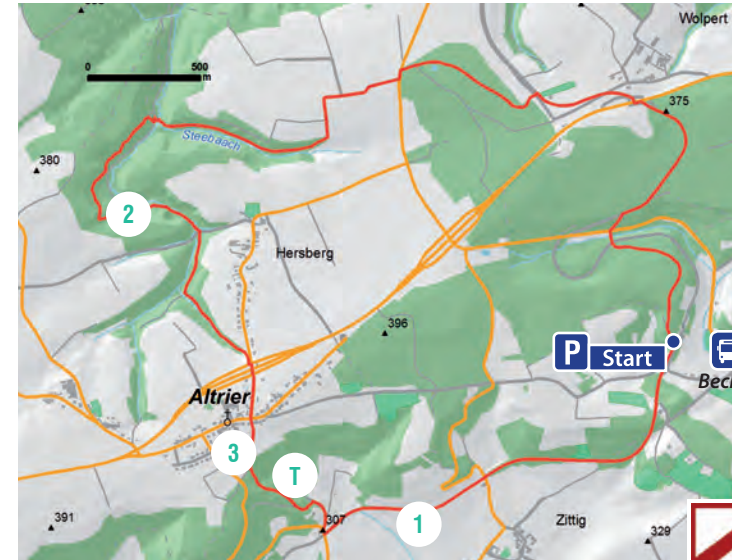 Wolpert
0
500
m
375
Steebaach
380
2
Hersberg
396
P
Start
Altrier
3
T
1
391
307
Zittig
329